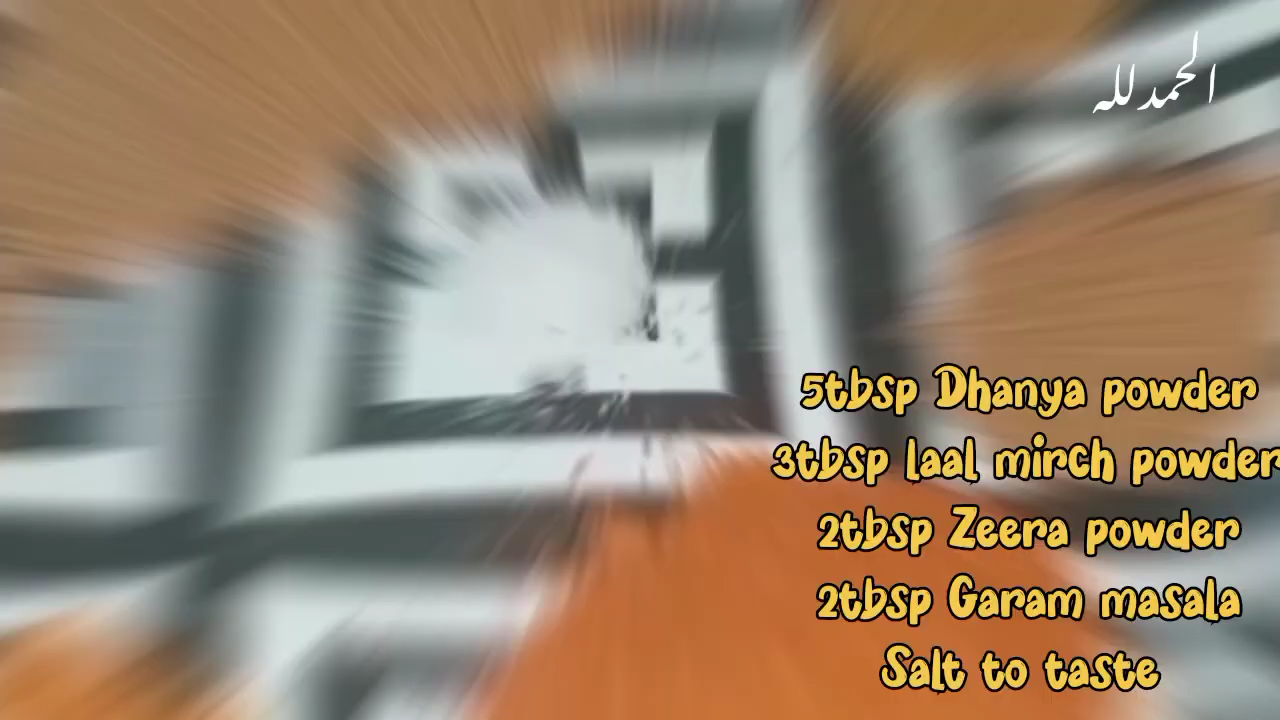 الحمدلله
5tbsp Dhanya powder
3tbsp laal mirch powder
2tbsp Zeera powder
2tbsp Garam masala
Salt to taste